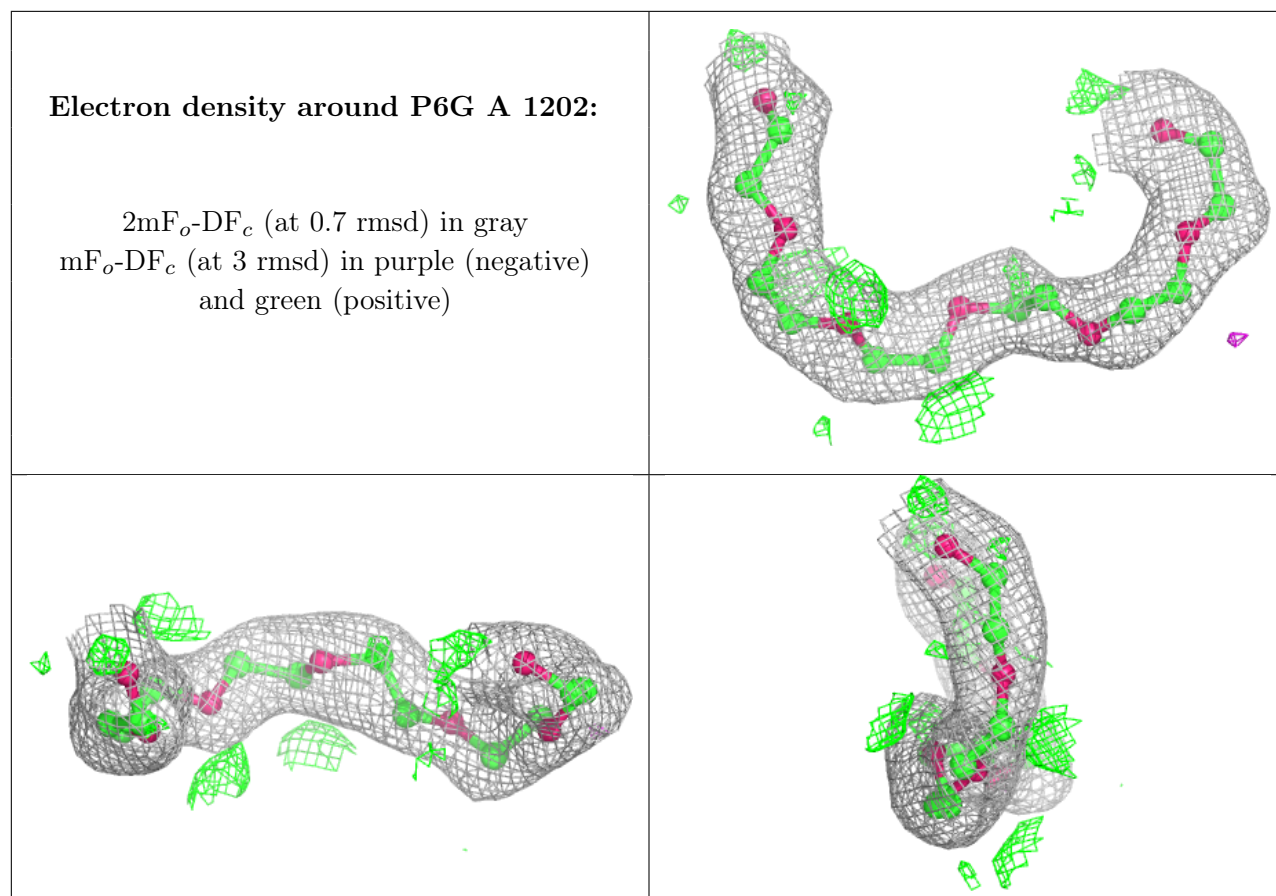 Electron density around P6G A 1202:
2mFₒ-DF𝒸 (at 0.7 rmsd) in gray
mFₒ-DF𝒸 (at 3 rmsd) in purple (negative)
and green (positive)